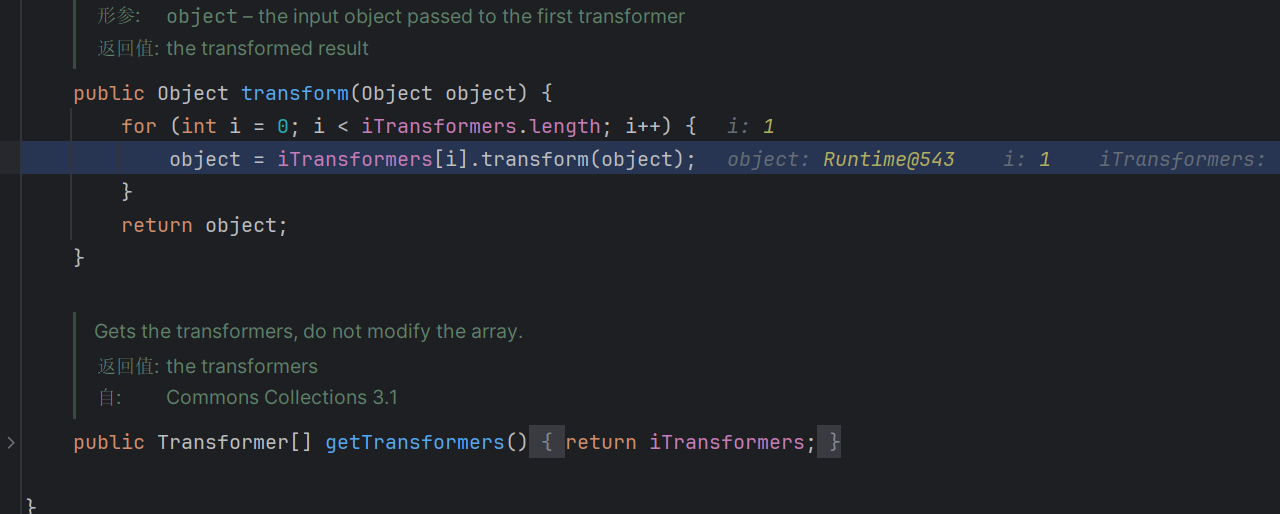 形参: object – the input object passed to the first transformer
返回值: the transformed result
public Object transform(Object object) {
for (int i = 0; i < iTransformers.length; i++) { i: 1
object = iTransformers[i].transform(object); object: Runtime@543 i: 1 iTransformers:
}
return object;
}
Gets the transformers, do not modify the array.
返回值: the transformers
自: Commons Collections 3.1
public Transformer[] getTransformers() { return iTransformers; }
}